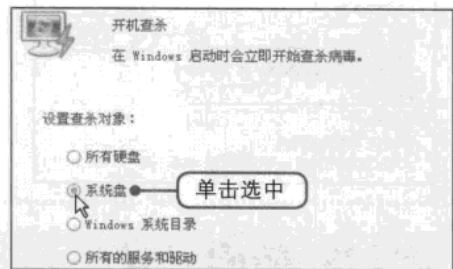 开机查杀
在 Windows 启动时会立即开始查杀病毒。
设置查杀对象：
所有硬盘
系统盘 单击选中
Windows 系统目录
所有的服务和驱动